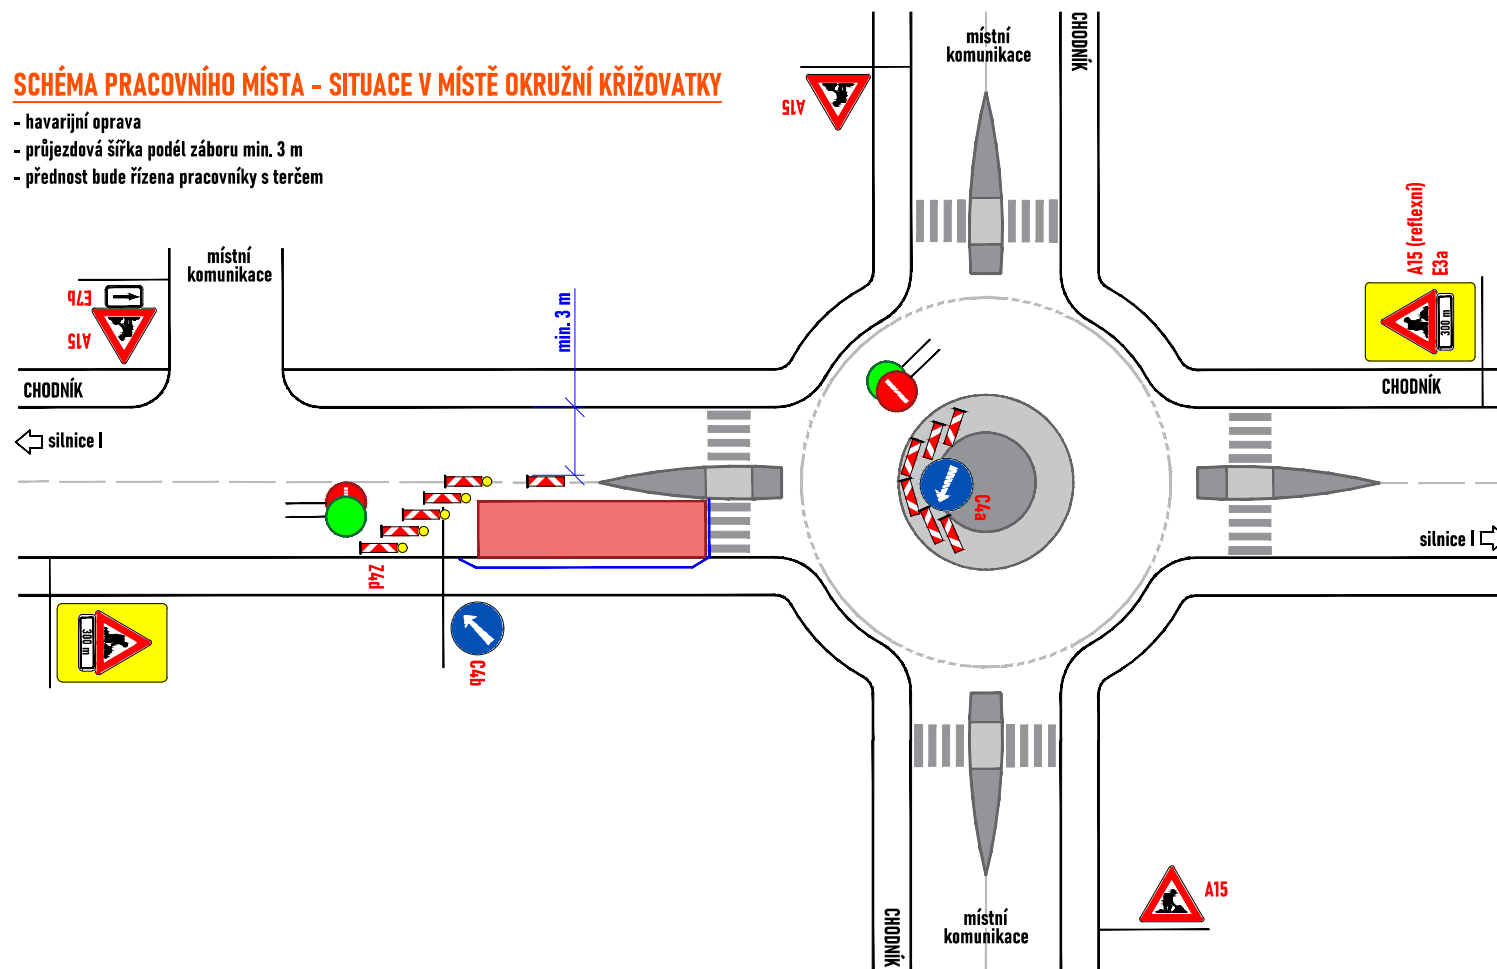 SCHÉMA PRACOVNÍHO MÍSTA - SITUACE V MÍSTĚ OKRUŽNÍ KŘIŽOVATKY
- havarijní oprava
- průjezdová šířka podél záboru min. 3 m
- přednost bude řízena pracovníky s terčem
místní
komunikace
CHODNÍK
A15
A15 (reflexní)
E3a
300 m
místní
komunikace
E7b
A15
min. 3 m
CHODNÍK
CHODNÍK
silnice I
C4a
silnice I
Z4d
300 m
C4b
A15
CHODNÍK
místní
komunikace